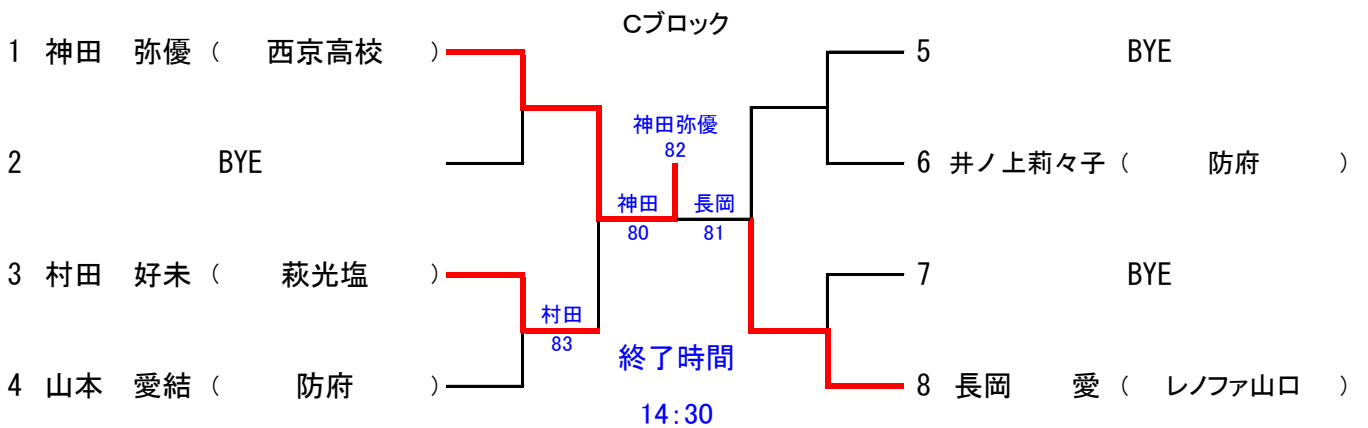 Cブロック
1 神田 弥優 ( 西京高校 )
2 BYE
3 村田 好未 ( 萩光塩 )
4 山本 愛結 ( 防府 )
村田
83
神田弥優
82
神田
80
長岡
81
終了時間
14:30
5 BYE
6 井ノ上莉々子 ( 防府 )
7 BYE
8 長岡 愛 ( レノファ山口 )